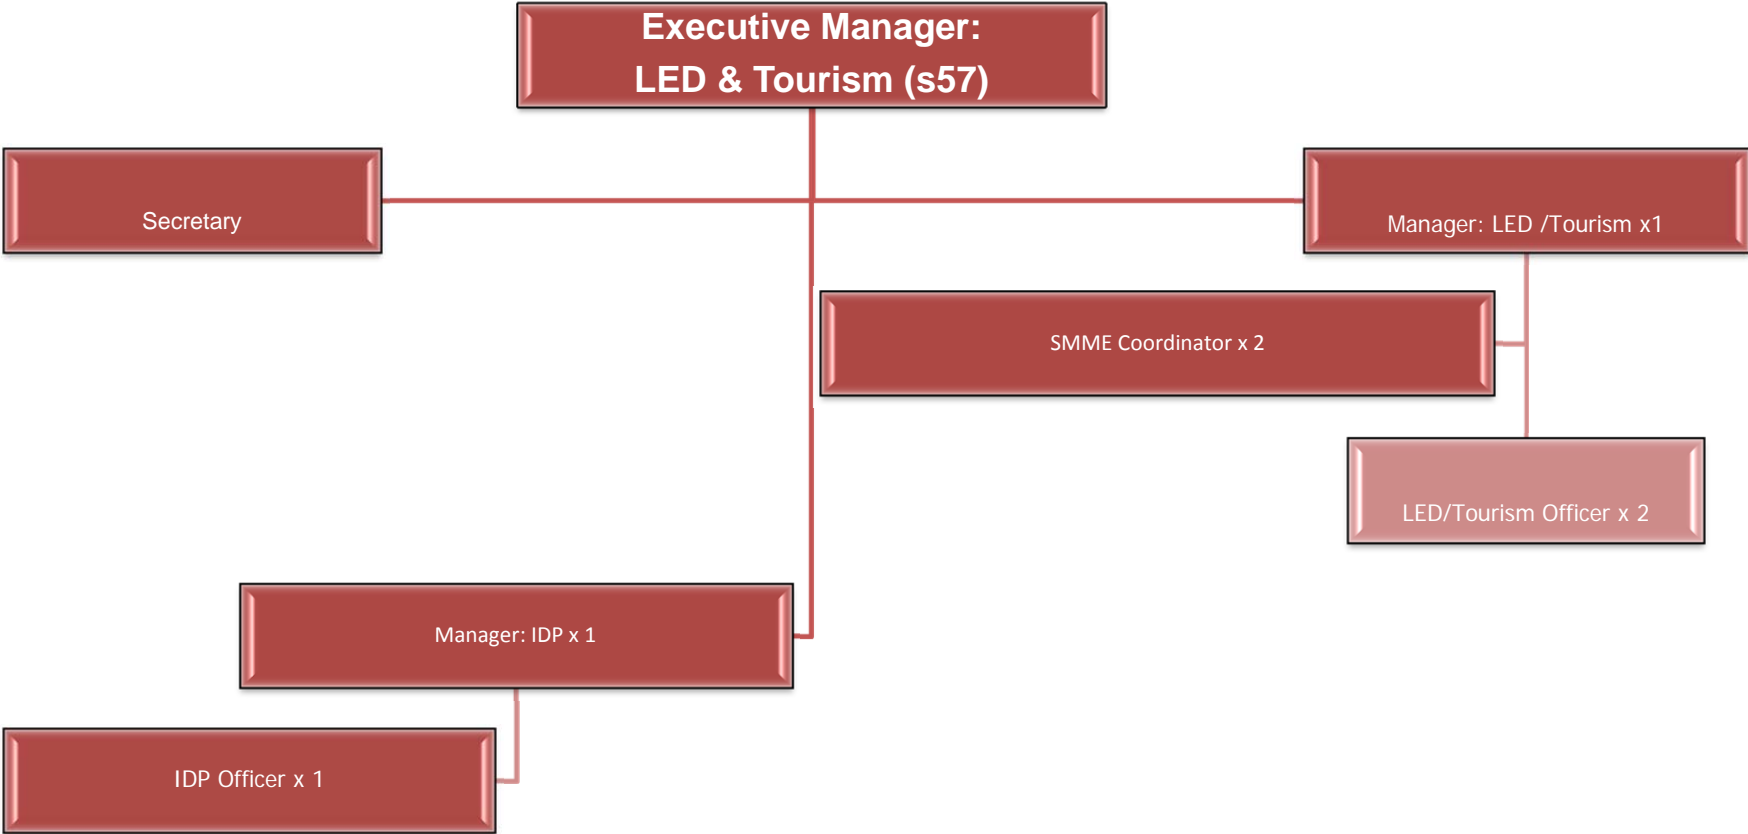 Executive Manager:
LED & Tourism (s57)
Secretary
Manager: LED /Tourism x1
SMME Coordinator x 2
LED/Tourism Officer x 2
Manager: IDP x 1
IDP Officer x 1